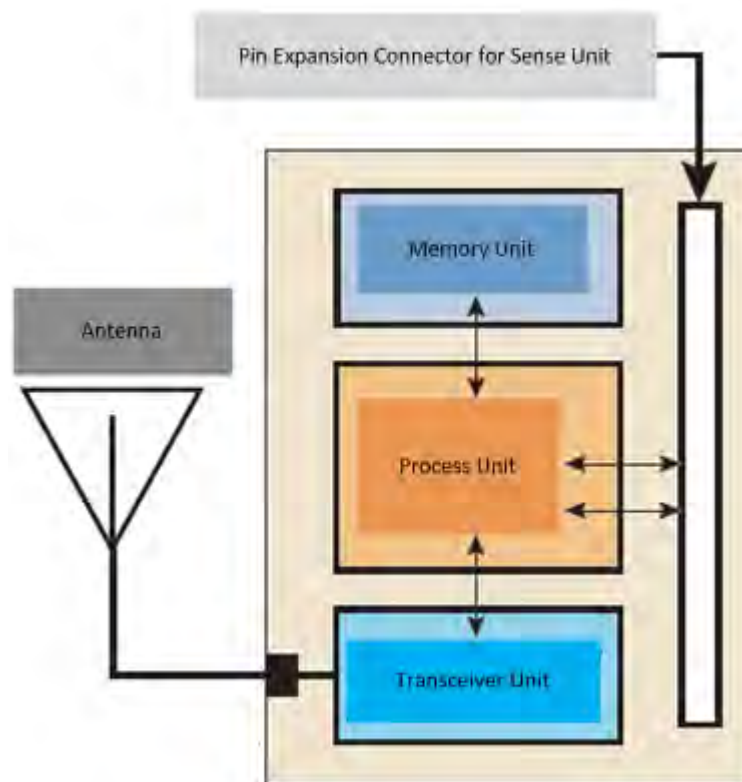 Pin Expansion Connector for Sense Unit
Memory Unit
Antenna
Process Unit
Transceiver Unit